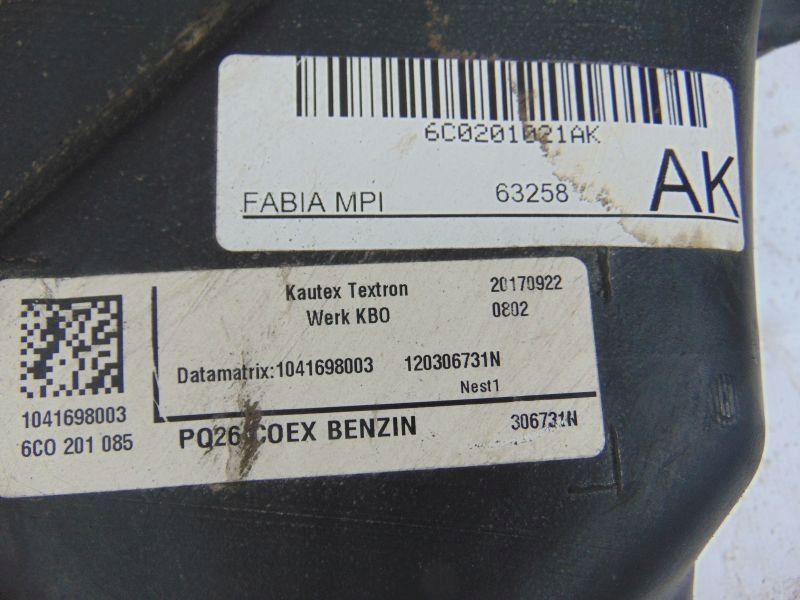 6C0201021AK
FABIA MPI 63258 AK
Kautex Textron 20170922
Werk KBO 0802
Datamatrix:1041698003 120306731N
Nest1
1041698003
6C0 201 085
PQ26 COEX BENZIN 306731N